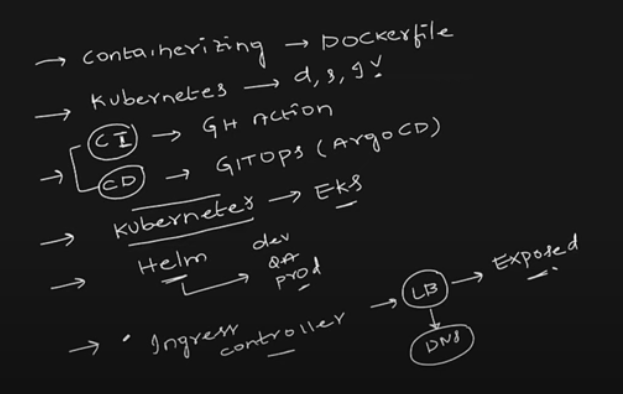 → Containerizing → Dockerfile
→ Kubernetes → d, s, g
CI → GH Action
→ CD → GITOPS (ArgoCD)
→ Kubernetes → EKS
→ Helm → dev
QA
prod
→ Ingress controller → LB → Exposed
DNS